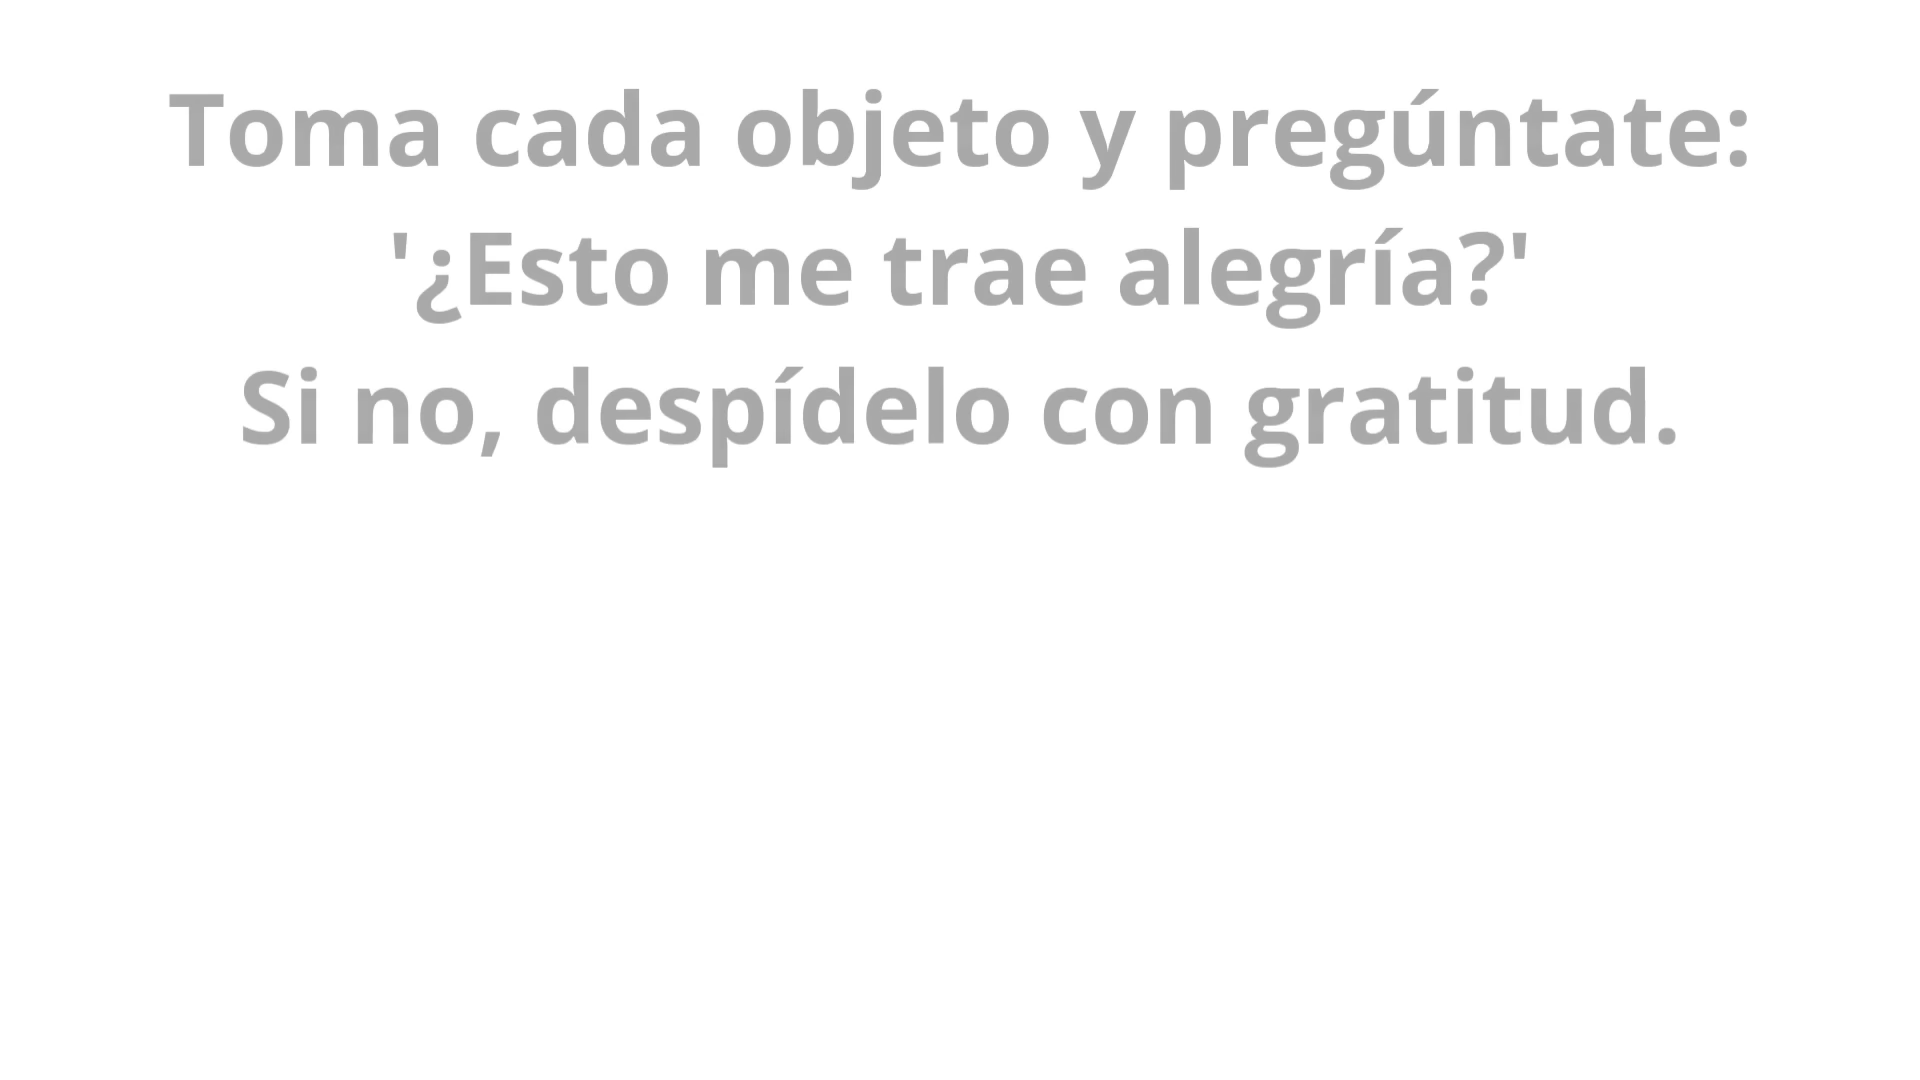 Toma cada objeto y pregúntate:
'¿Esto me trae alegría?'
Si no, despídelo con gratitud.